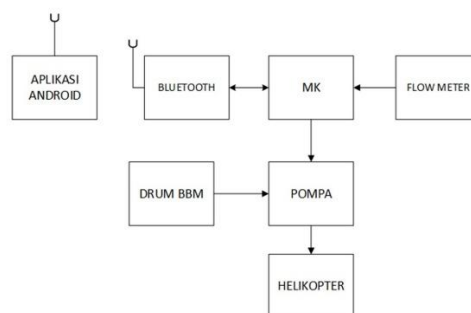 APLIKASI
ANDROID
BLUETOOTH
MK
FLOW METER
DRUM BBM
POMPA
HELIKOPTER